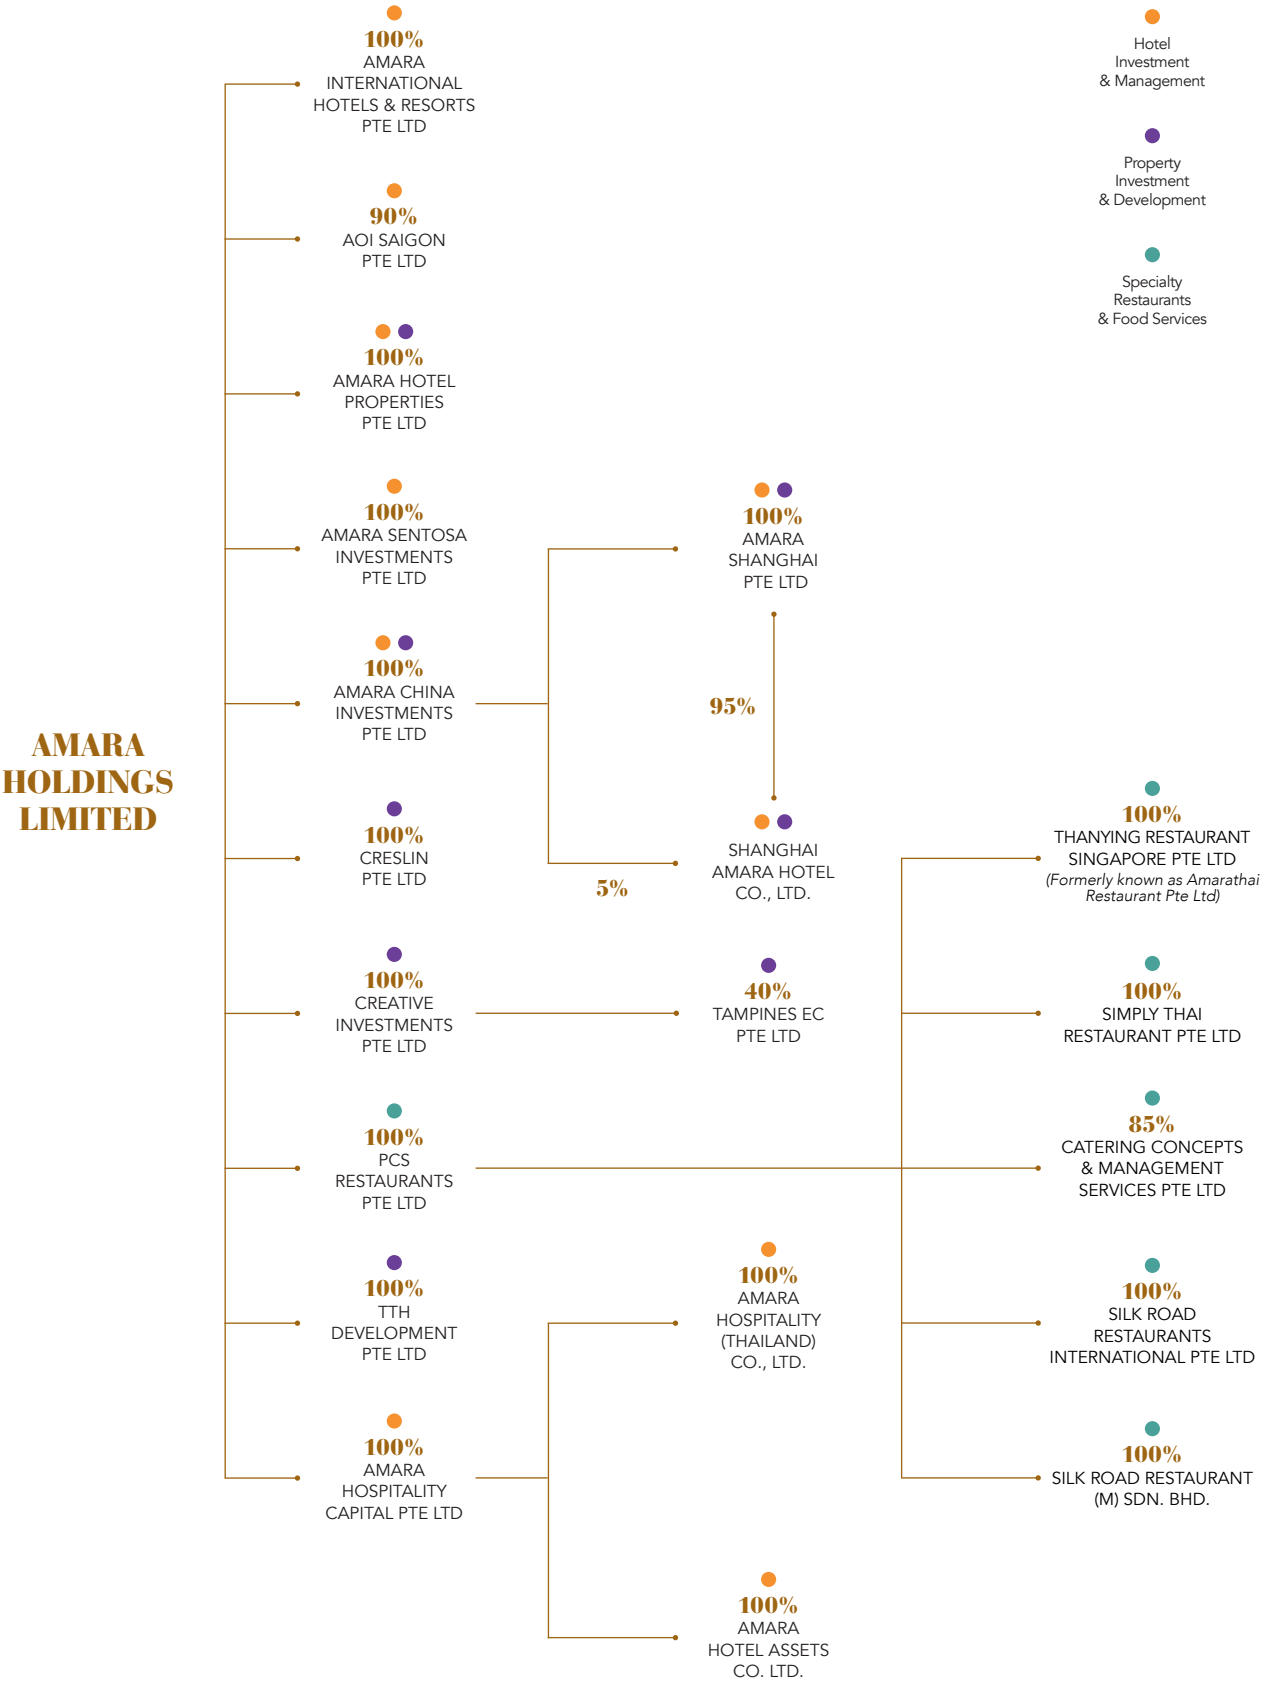 AMARA
HOLDINGS
LIMITED
100%
AMARA
INTERNATIONAL
HOTELS & RESORTS
PTE LTD
90%
AOI SAIGON
PTE LTD
100%
AMARA HOTEL
PROPERTIES
PTE LTD
100%
AMARA SENTOSA
INVESTMENTS
PTE LTD
100%
AMARA CHINA
INVESTMENTS
PTE LTD
100%
CRESLIN
PTE LTD
100%
CREATIVE
INVESTMENTS
PTE LTD
100%
PCS
RESTAURANTS
PTE LTD
100%
TTH
DEVELOPMENT
PTE LTD
100%
AMARA
HOSPITALITY
CAPITAL PTE LTD
100%
AMARA
SHANGHAI
PTE LTD
95%
5%
SHANGHAI
AMARA HOTEL
CO., LTD.
40%
TAMPINES EC
PTE LTD
100%
AMARA
HOSPITALITY
(THAILAND)
CO., LTD.
100%
AMARA
HOTEL ASSETS
CO. LTD.
Hotel
Investment
& Management
Property
Investment
& Development
Specialty
Restaurants
& Food Services
100%
THANYING RESTAURANT
SINGAPORE PTE LTD
(Formerly known as Amarathai
Restaurant Pte Ltd)
100%
SIMPLY THAI
RESTAURANT PTE LTD
85%
CATERING CONCEPTS
& MANAGEMENT
SERVICES PTE LTD
100%
SILK ROAD
RESTAURANTS
INTERNATIONAL PTE LTD
100%
SILK ROAD RESTAURANT
(M) SDN. BHD.